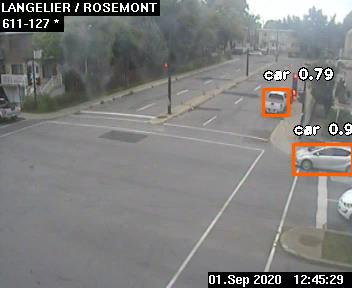 LANGELIER / ROSEMONT
611-127 *
car 0.79
car 0.9
01.Sep 2020 12:45:29